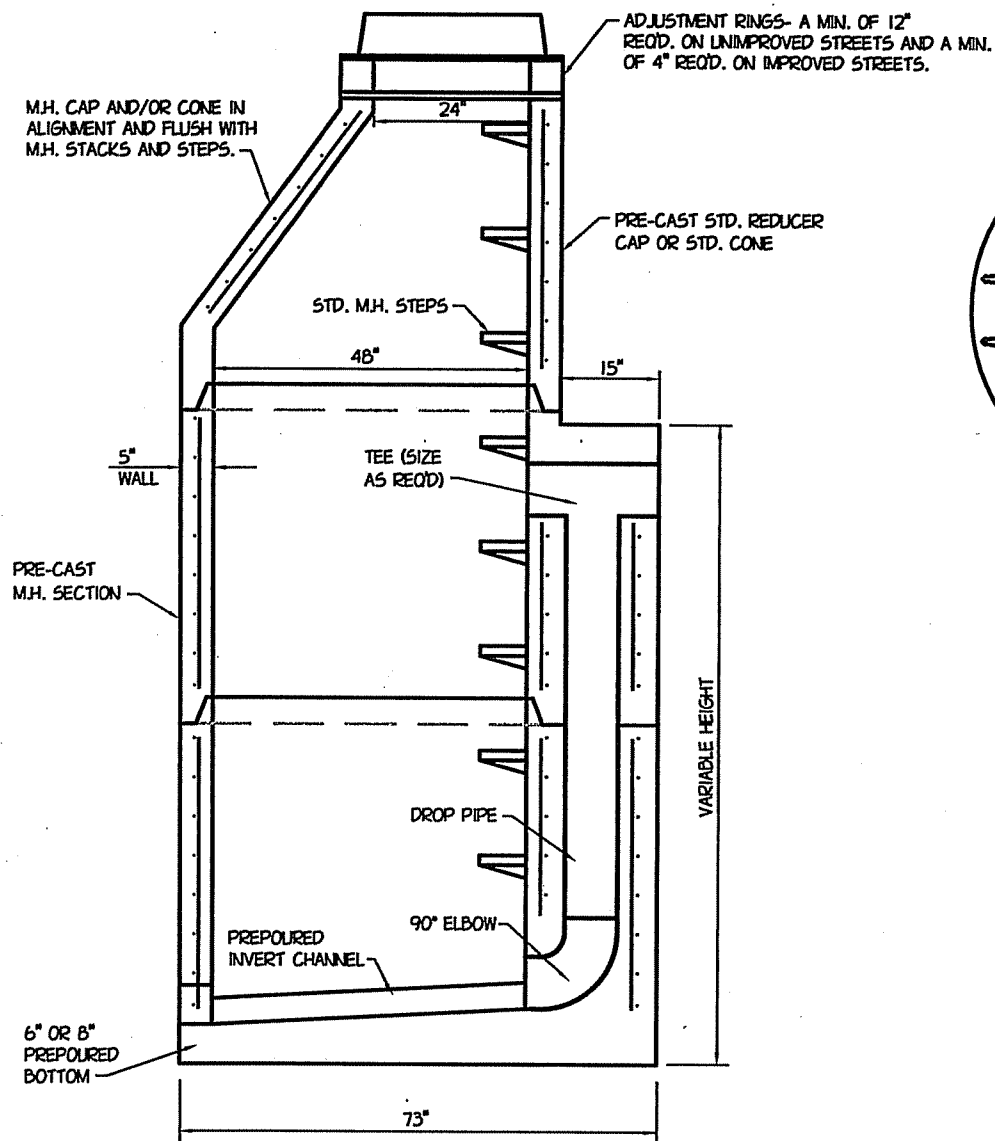 ADJUSTMENT RINGS- A MIN. OF 12"
REQ'D. ON UNIMPROVED STREETS AND A MIN.
OF 4" REQ'D. ON IMPROVED STREETS.
M.H. CAP AND/OR CONE IN
ALIGNMENT AND FLUSH WITH
M.H. STACKS AND STEPS.
24"
PRE-CAST STD. REDUCER
CAP OR STD. CONE
STD. M.H. STEPS
48"
15"
5"
WALL
TEE (SIZE
AS REQ'D)
PRE-CAST
M.H. SECTION
VARIABLE HEIGHT
DROP PIPE
90° ELBOW
PREPOURED
INVERT CHANNEL
6" OR 8"
PREPOURED
BOTTOM
73"